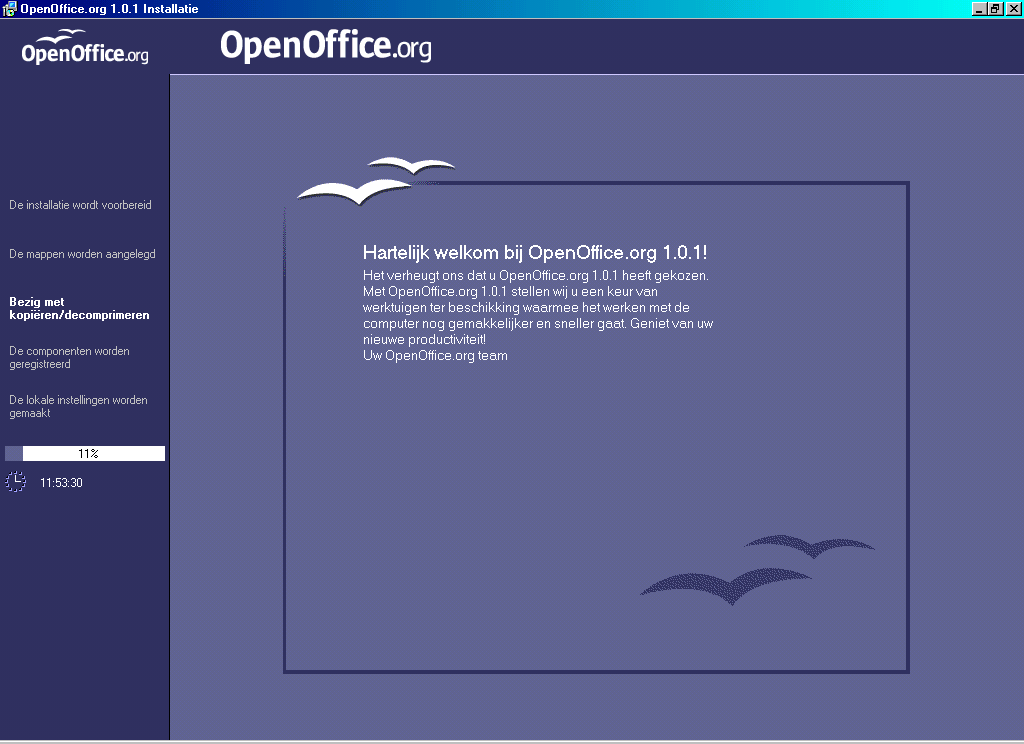 OpenOffice.org 1.0.1 Installatie
OpenOffice.org
OpenOffice.org
De installatie wordt voorbereid
De mappen worden aangelegd
Bezig met
kopiëren/decomprimeren
De componenten worden
geregistreerd
De lokale instellingen worden
gemaakt
11%
11:53:30
Hartelijk welkom bij OpenOffice.org 1.0.1!
Het verheugt ons dat u OpenOffice.org 1.0.1 heeft gekozen.
Met OpenOffice.org 1.0.1 stellen wij u een keur van
werktuigen ter beschikking waarmee het werken met de
computer nog gemakkelijker en sneller gaat. Geniet van uw
nieuwe productiviteit!
Uw OpenOffice.org team